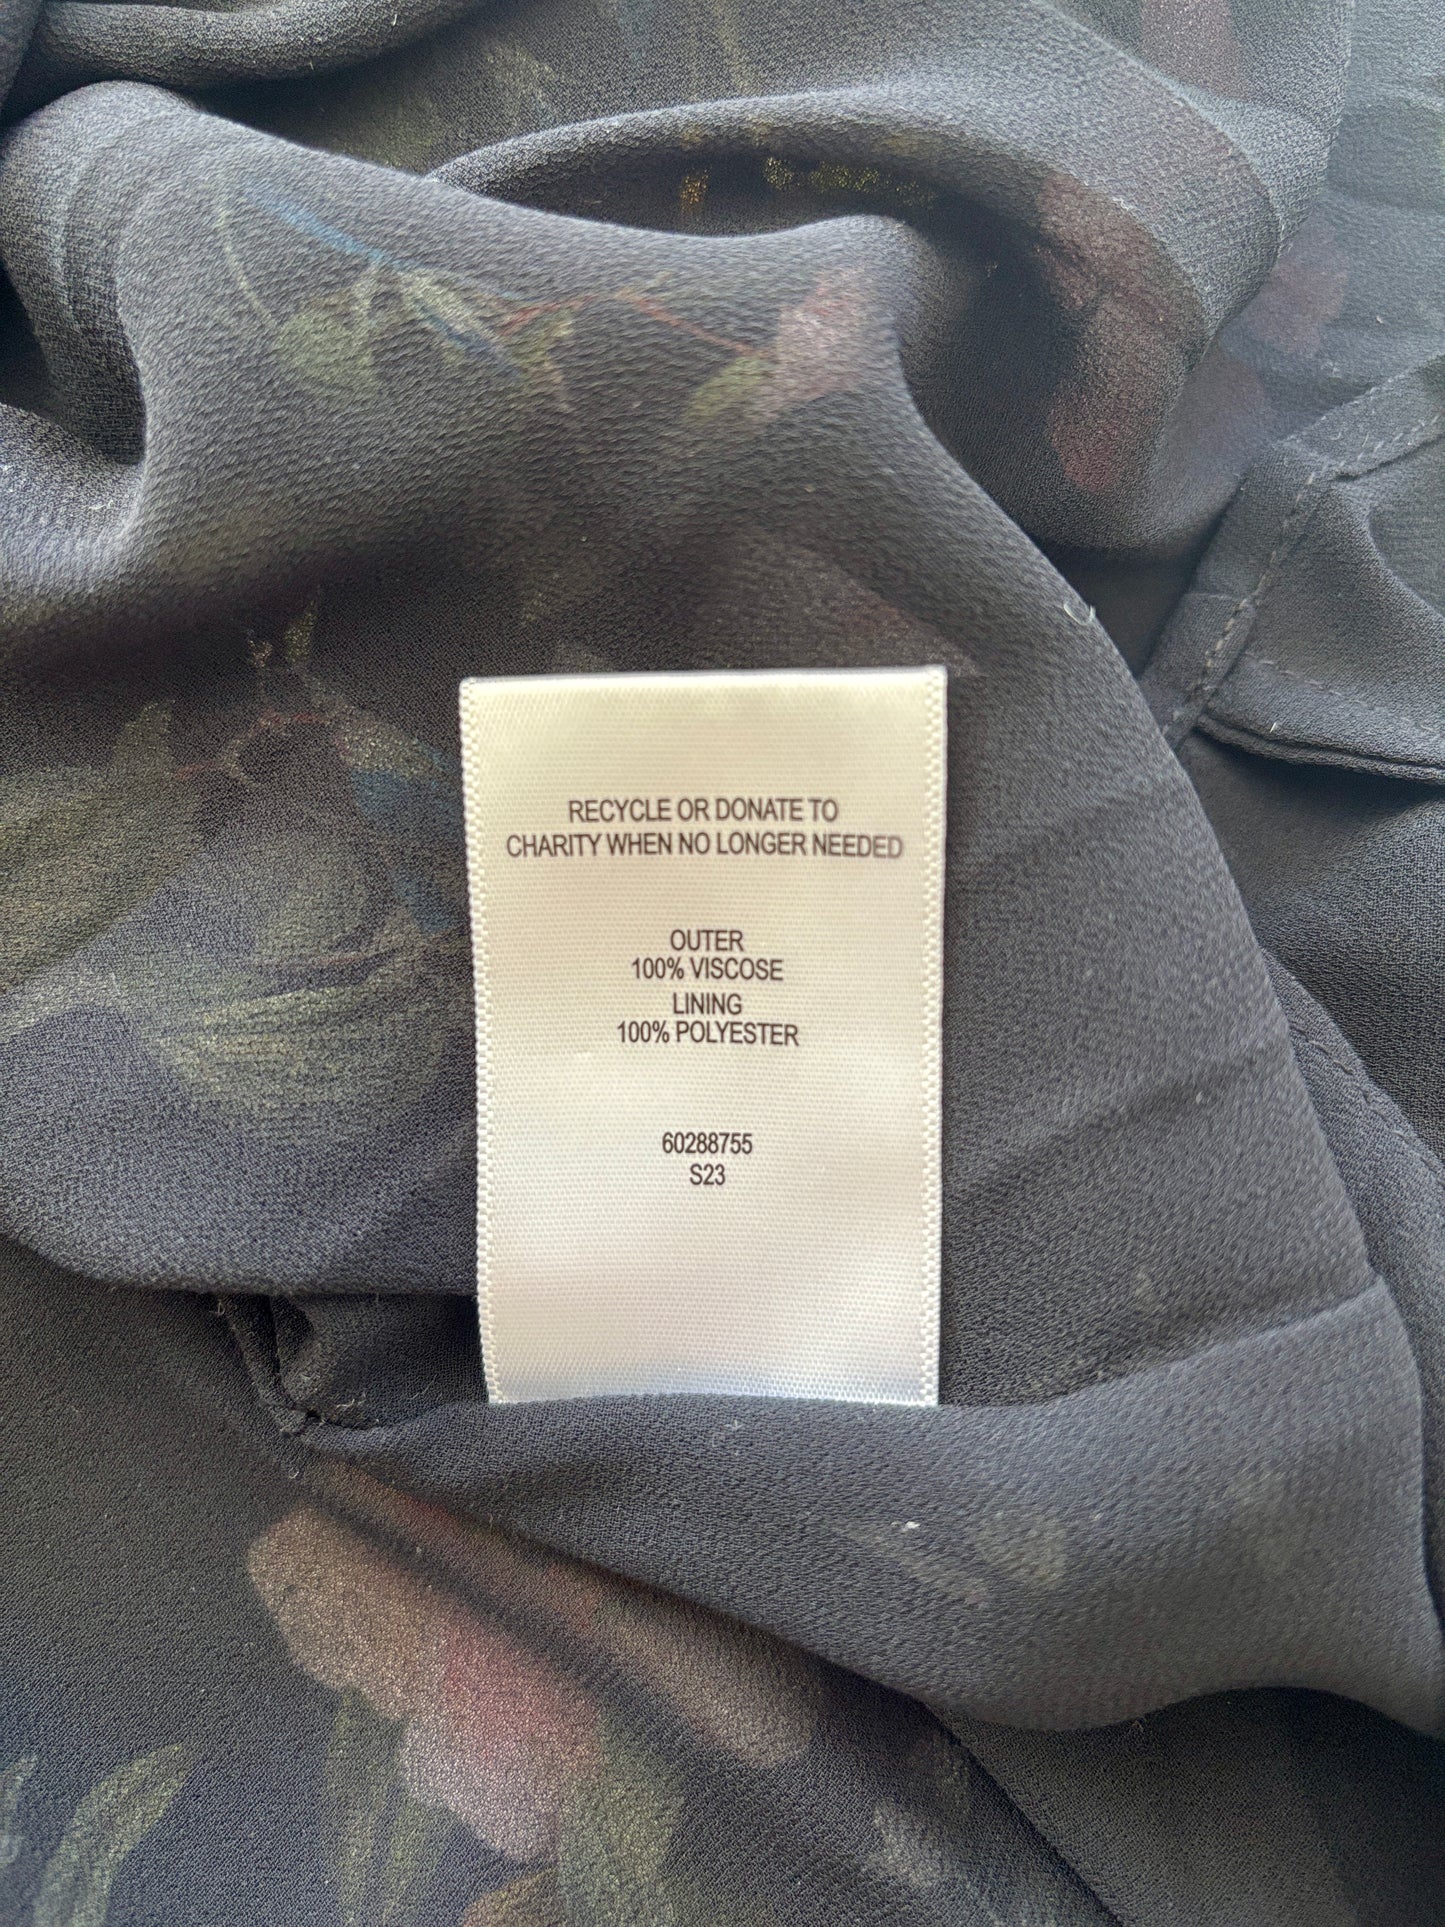 RECYCLE OR DONATE TO
CHARITY WHEN NO LONGER NEEDED
OUTER
100% VISCOSE
LINING
100% POLYESTER
60288755
S23